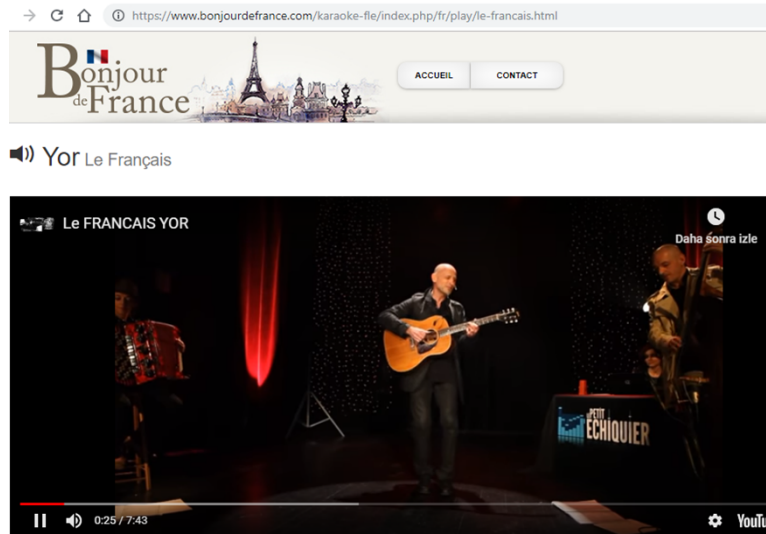 https://www.bonjourdefrance.com/karaoke-fle/index.php/fr/play/le-francais.html
Bonjour
de France
ACCUEIL CONTACT
Yor Le Français
Le FRANCAIS YOR
Daha sonra izle
PETIT
ECHIQUIER
0:25 / 7:43
YouTu